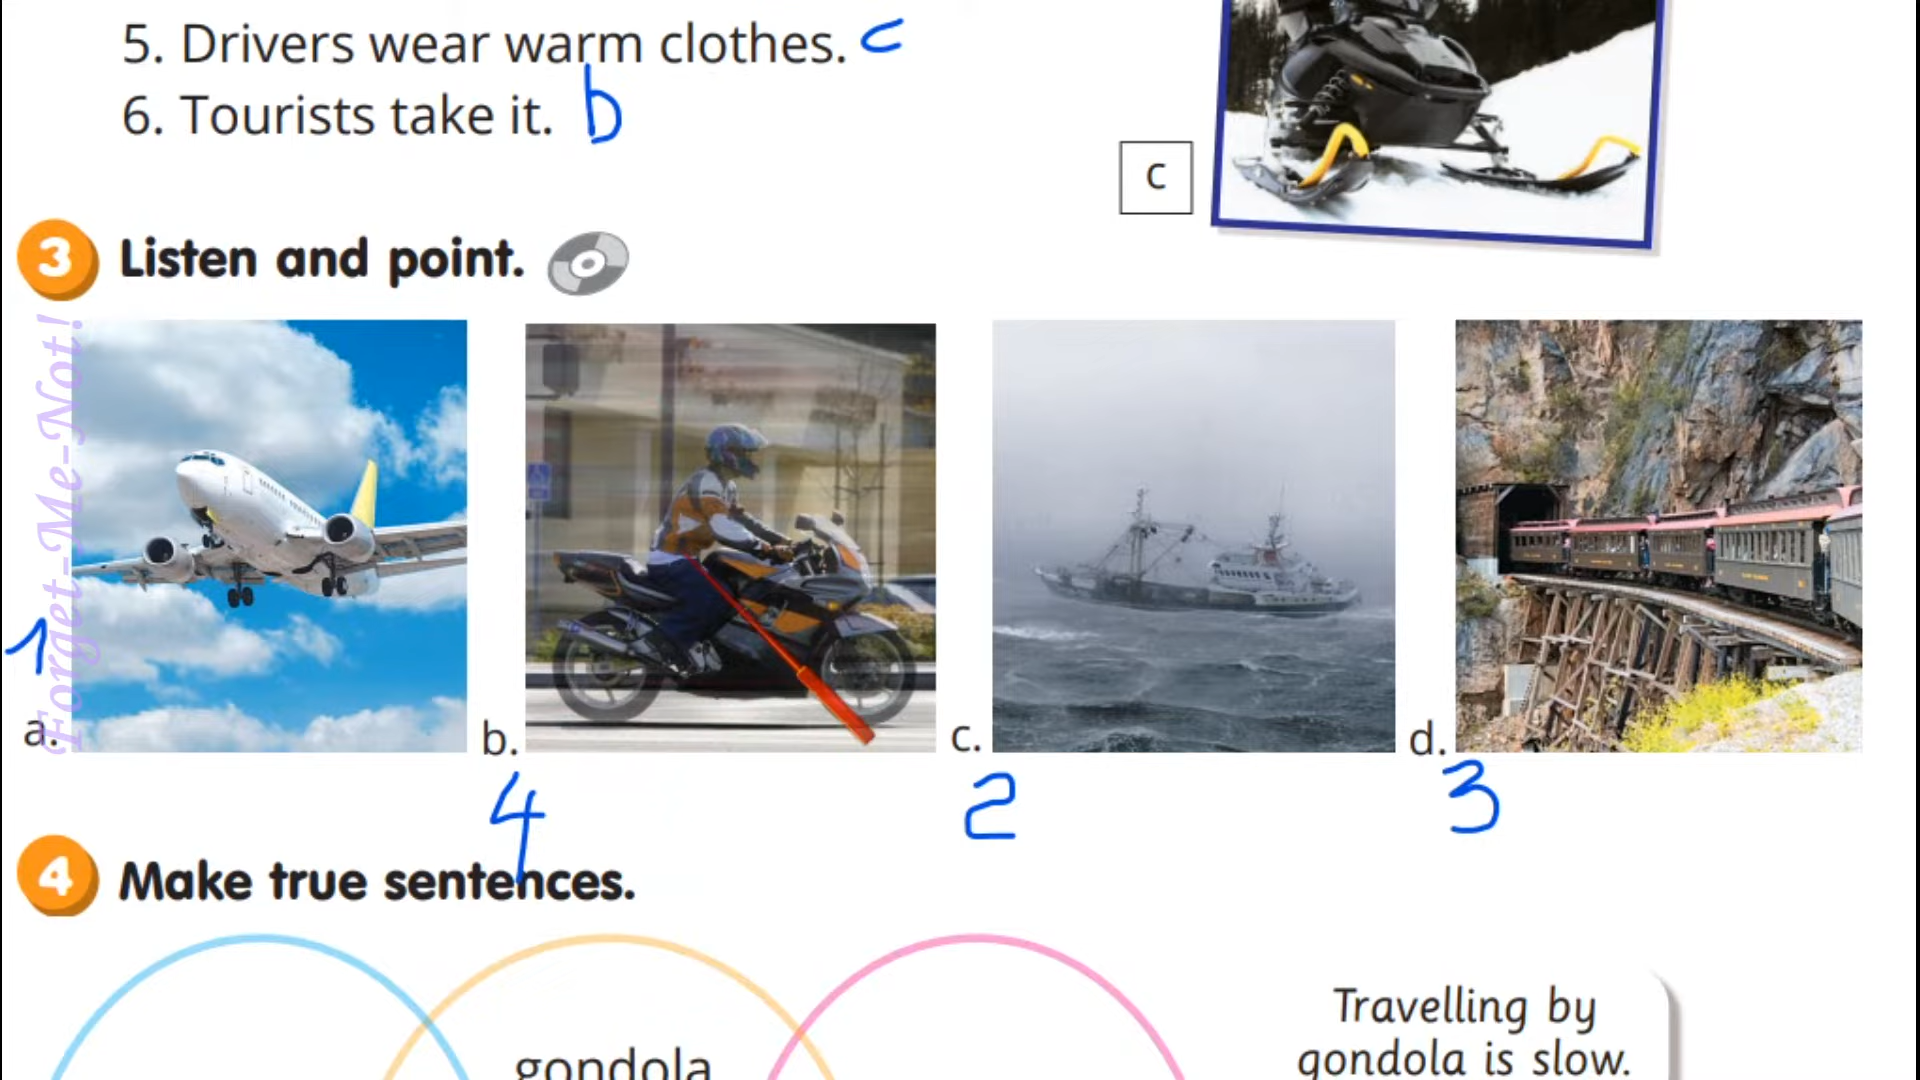 5. Drivers wear warm clothes. c
6. Tourists take it. b
C
3 Listen and point.
Forget-Me-Not!
1
a.
b.
c.
d.
4
2
3
4 Make true sentences.
gondola
Travelling by
gondola is slow.